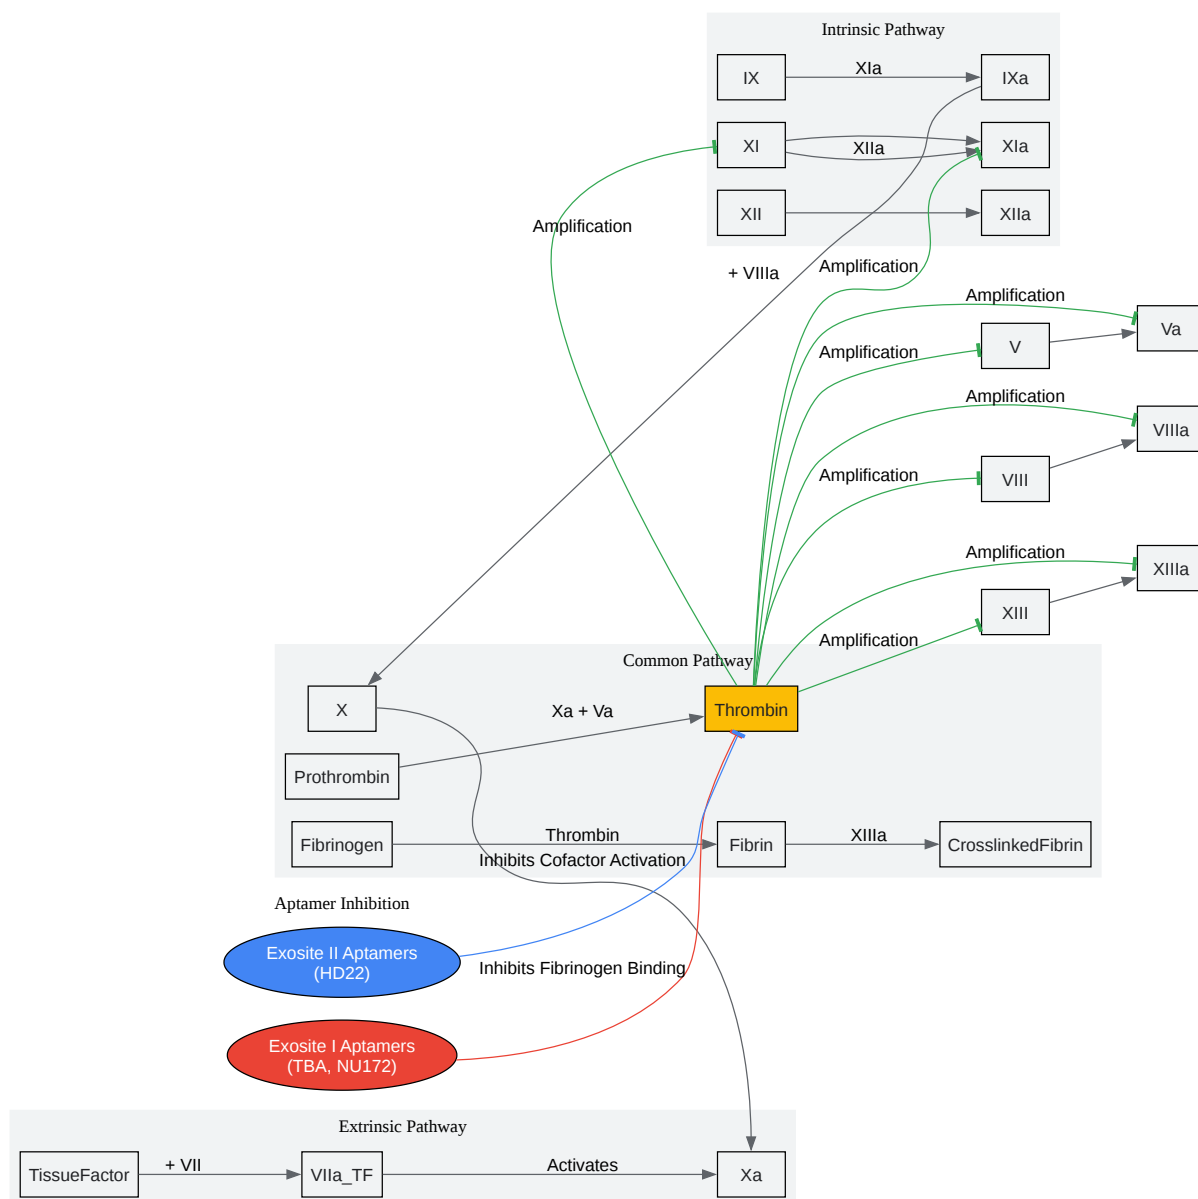 Intrinsic Pathway
IX
XIa
IXa
XI
XIIa
XIa
XII
XIIa
Amplification
+ VIIIa
Amplification
Amplification
Va
V
Amplification
Amplification
VIIIa
VIII
Amplification
Amplification
XIIIa
XIII
Amplification
Common Pathway
X
Xa + Va
Thrombin
Prothrombin
Fibrinogen
Thrombin
Fibrin
XIIIa
CrosslinkedFibrin
Inhibits Cofactor Activation
Aptamer Inhibition
Exosite II Aptamers
(HD22)
Inhibits Fibrinogen Binding
Exosite I Aptamers
(TBA, NU172)
Extrinsic Pathway
TissueFactor
+ VII
VIIa_TF
Activates
Xa